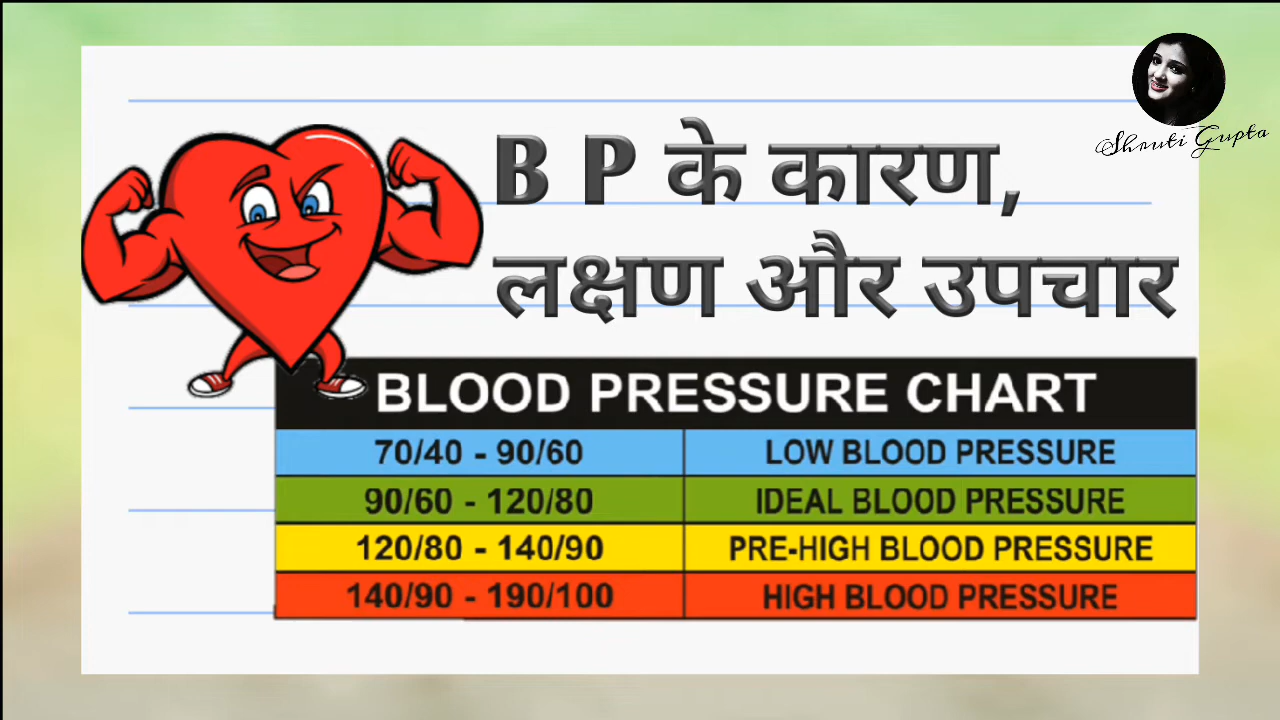 Shruti Gupta
B P के कारण,
लक्षण और उपचार
BLOOD PRESSURE CHART
70/40 - 90/60 LOW BLOOD PRESSURE
90/60 - 120/80 IDEAL BLOOD PRESSURE
120/80 - 140/90 PRE-HIGH BLOOD PRESSURE
140/90 - 190/100 HIGH BLOOD PRESSURE